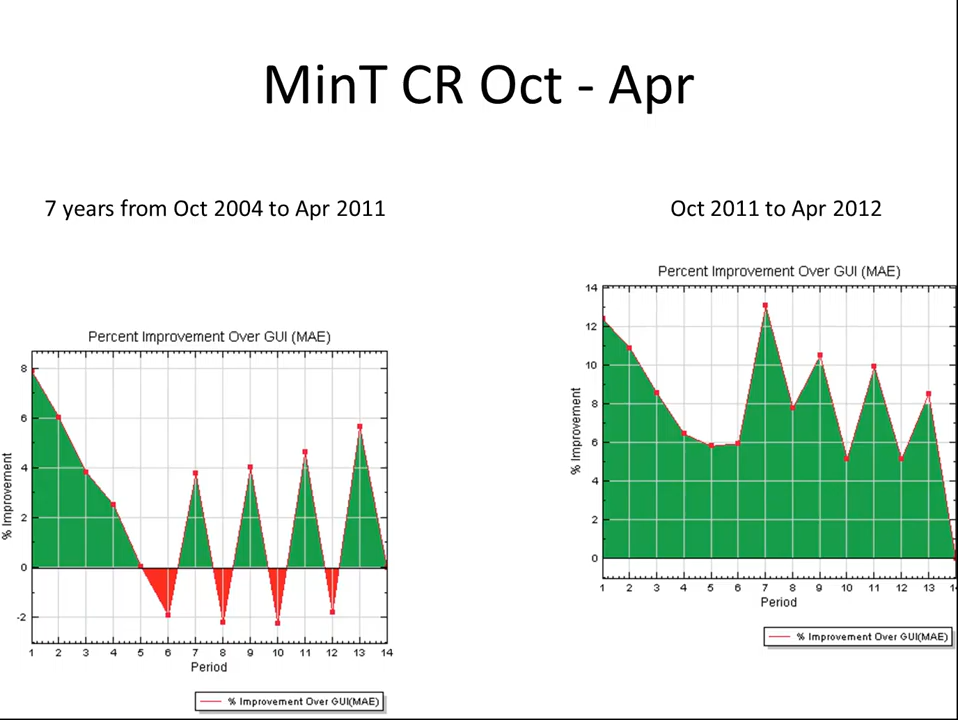 MinT CR Oct - Apr
7 years from Oct 2004 to Apr 2011
Percent Improvement Over GUI (MAE)
8
6
4
2
0
-2
% Improvement
1 2 3 4 5 6 7 8 9 10 11 12 13 14
Period
% Improvement Over GUI(MAE)
Oct 2011 to Apr 2012
Percent Improvement Over GUI (MAE)
14
12
10
8
6
4
2
0
% Improvement
1 2 3 4 5 6 7 8 9 10 11 12 13
Period
% Improvement Over GUI(MAE)